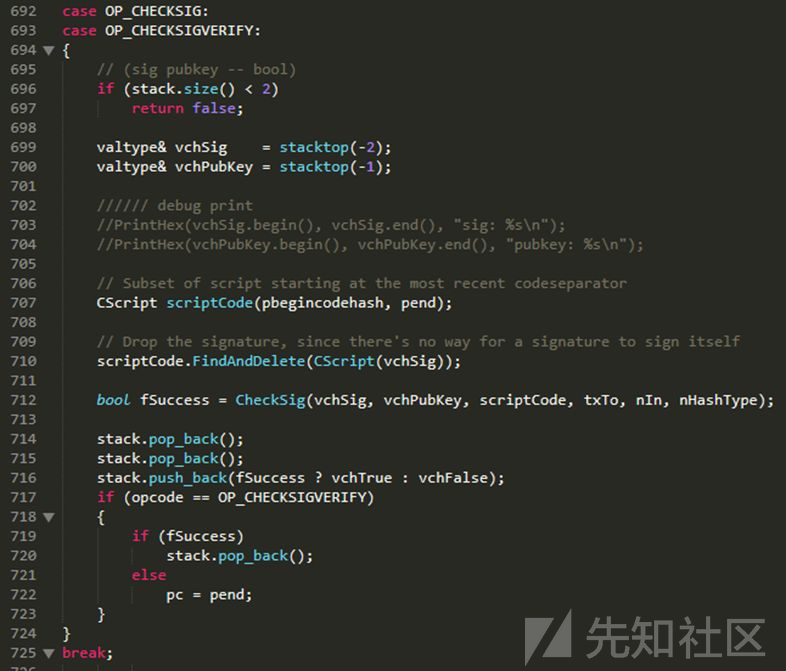 692 case OP_CHECKSIG:
693 case OP_CHECKSIGVERIFY:
694 {
695     // (sig pubkey -- bool)
696     if (stack.size() < 2)
697         return false;
698
699     valtype& vchSig    = stacktop(-2);
700     valtype& vchPubKey = stacktop(-1);
701
702     ////// debug print
703     //PrintHex(vchSig.begin(), vchSig.end(), "sig: %s\n");
704     //PrintHex(vchPubKey.begin(), vchPubKey.end(), "pubkey: %s\n");
705
706     // Subset of script starting at the most recent codeseparator
707     CScript scriptCode(pbegincodehash, pend);
708
709     // Drop the signature, since there's no way for a signature to sign itself
710     scriptCode.FindAndDelete(CScript(vchSig));
711
712     bool fSuccess = CheckSig(vchSig, vchPubKey, scriptCode, txTo, nIn, nHashType);
713
714     stack.pop_back();
715     stack.pop_back();
716     stack.push_back(fSuccess ? vchTrue : vchFalse);
717     if (opcode == OP_CHECKSIGVERIFY)
718     {
719         if (fSuccess)
720             stack.pop_back();
721         else
722             pc = pend;
723     }
724 }
725 break;
先知社区